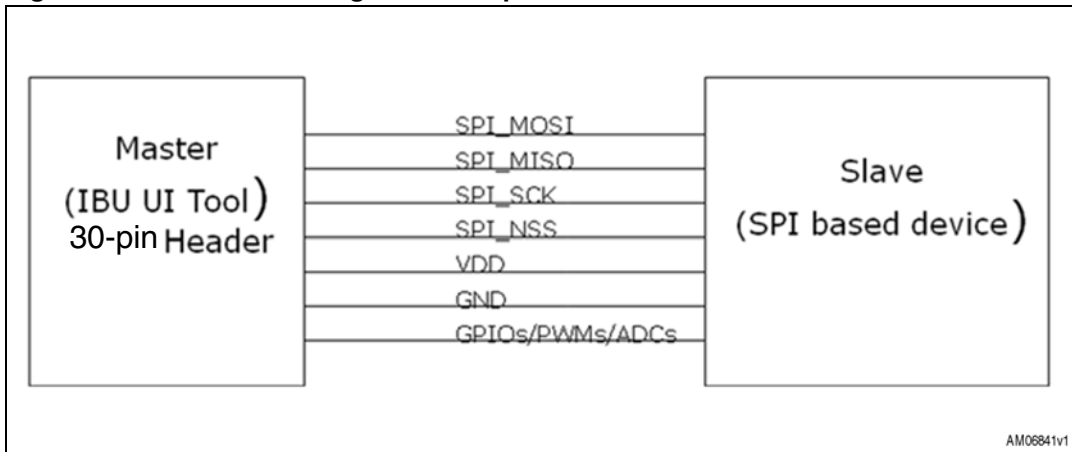 Master
(IBU UI Tool)
30-pin Header
SPI_MOSI
SPI_MISO
SPI_SCK
SPI_NSS
VDD
GND
GPIOs/PWMs/ADCs
Slave
(SPI based device)
AM06841v1